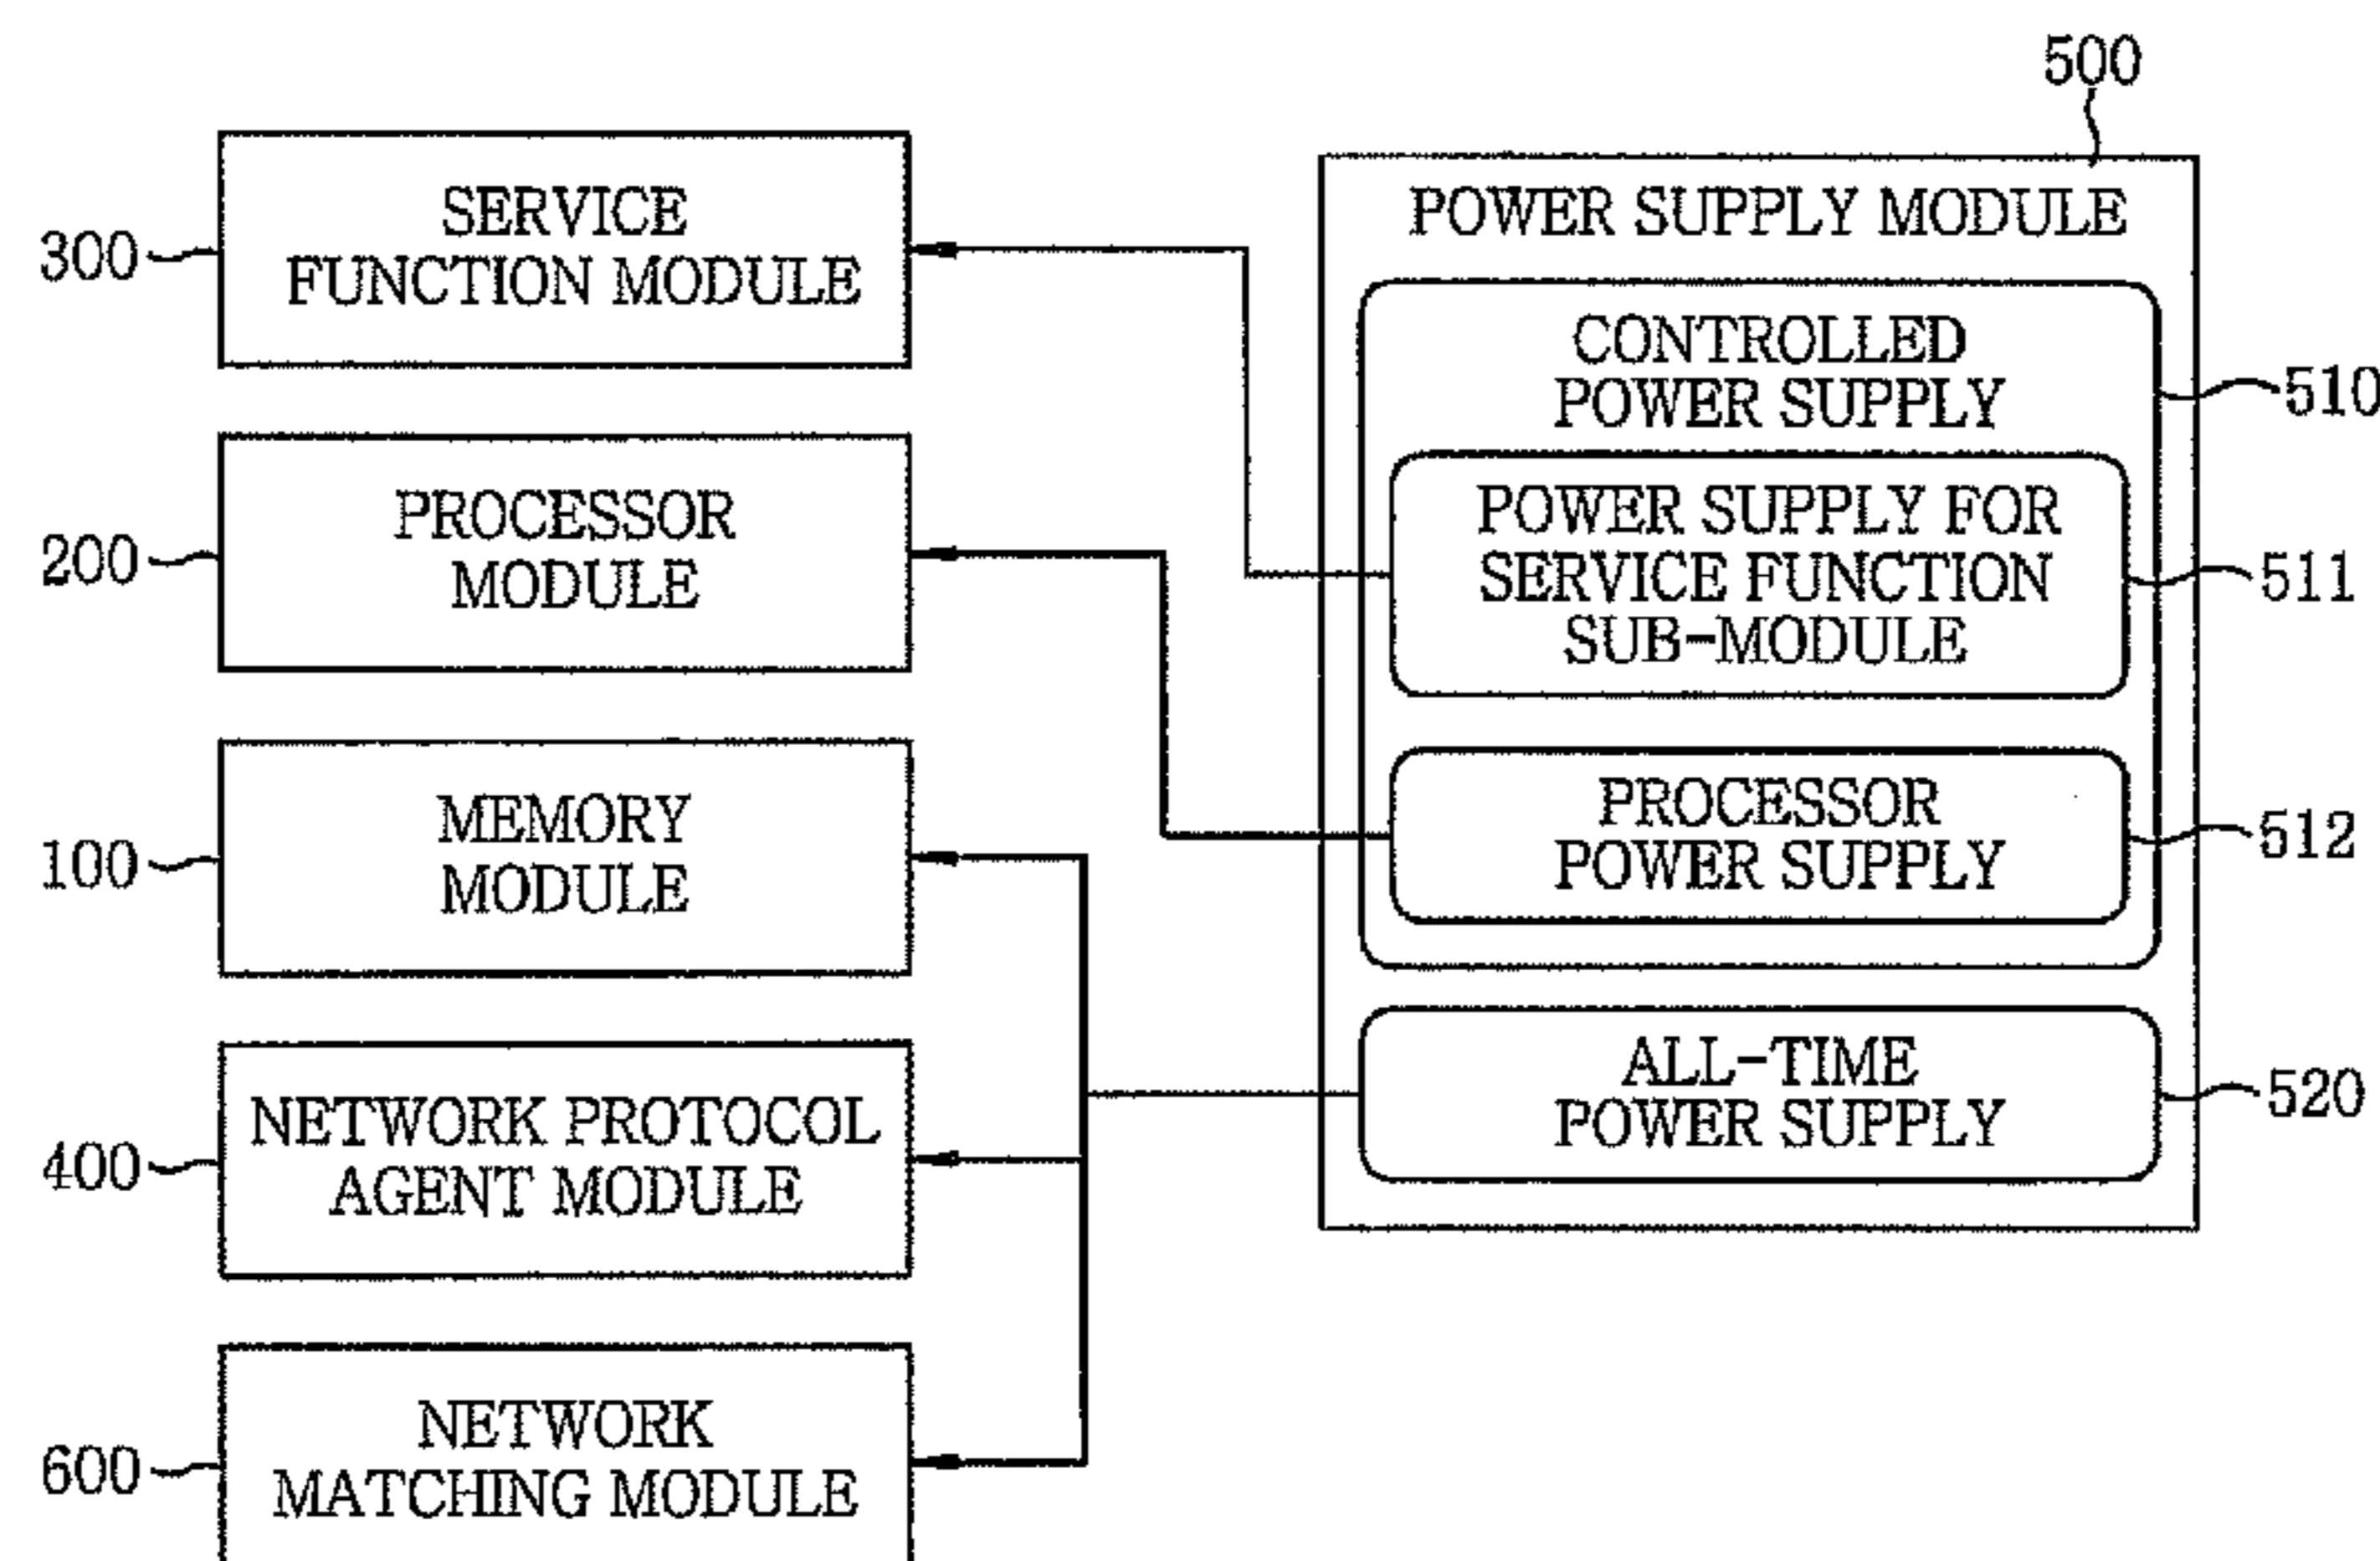 500
POWER SUPPLY MODULE
SERVICE
FUNCTION MODULE
300
CONTROLLED
POWER SUPPLY
510
PROCESSOR
MODULE
200
POWER SUPPLY FOR
SERVICE FUNCTION
SUB-MODULE
511
MEMORY
MODULE
100
PROCESSOR
POWER SUPPLY
512
NETWORK PROTOCOL
AGENT MODULE
400
ALL-TIME
POWER SUPPLY
520
NETWORK
MATCHING MODULE
600